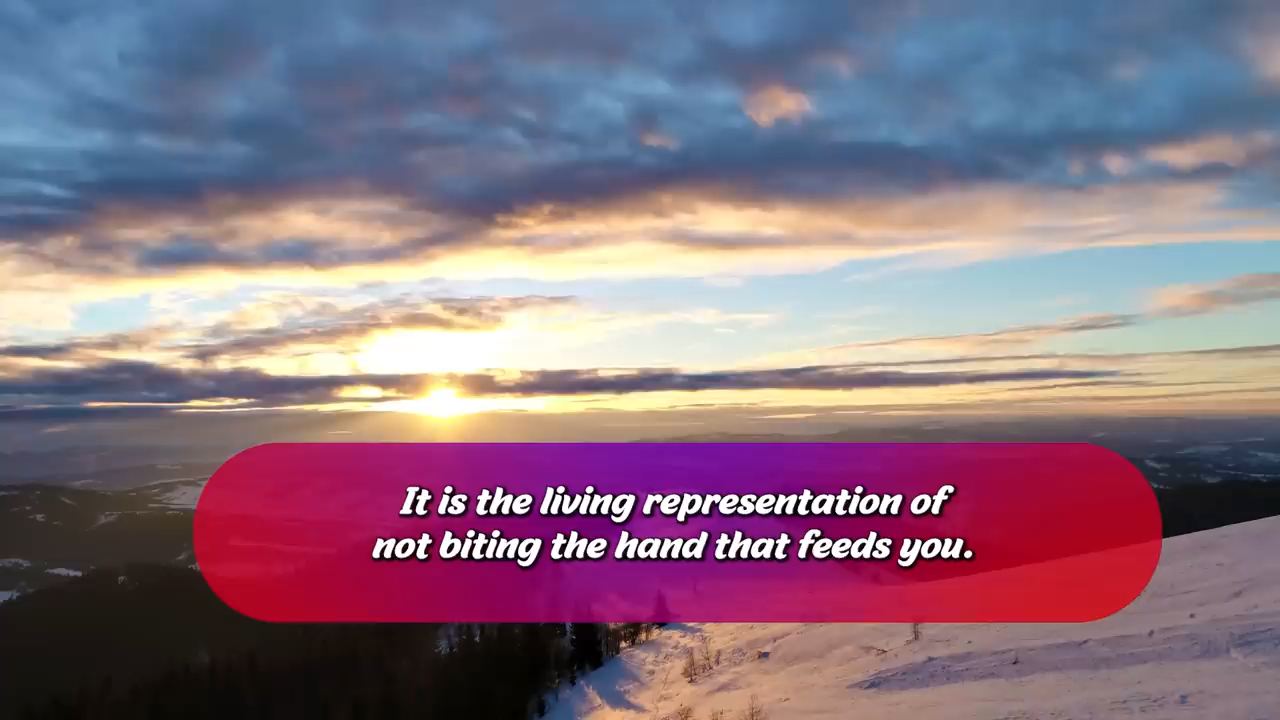 It is the living representation of
not biting the hand that feeds you.